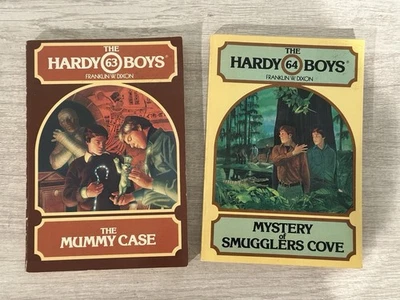 THE
HARDY 63 BOYS®
FRANKLIN W. DIXON
THE
MUMMY CASE
THE
HARDY 64 BOYS®
FRANKLIN W. DIXON
MYSTERY
of
SMUGGLERS COVE